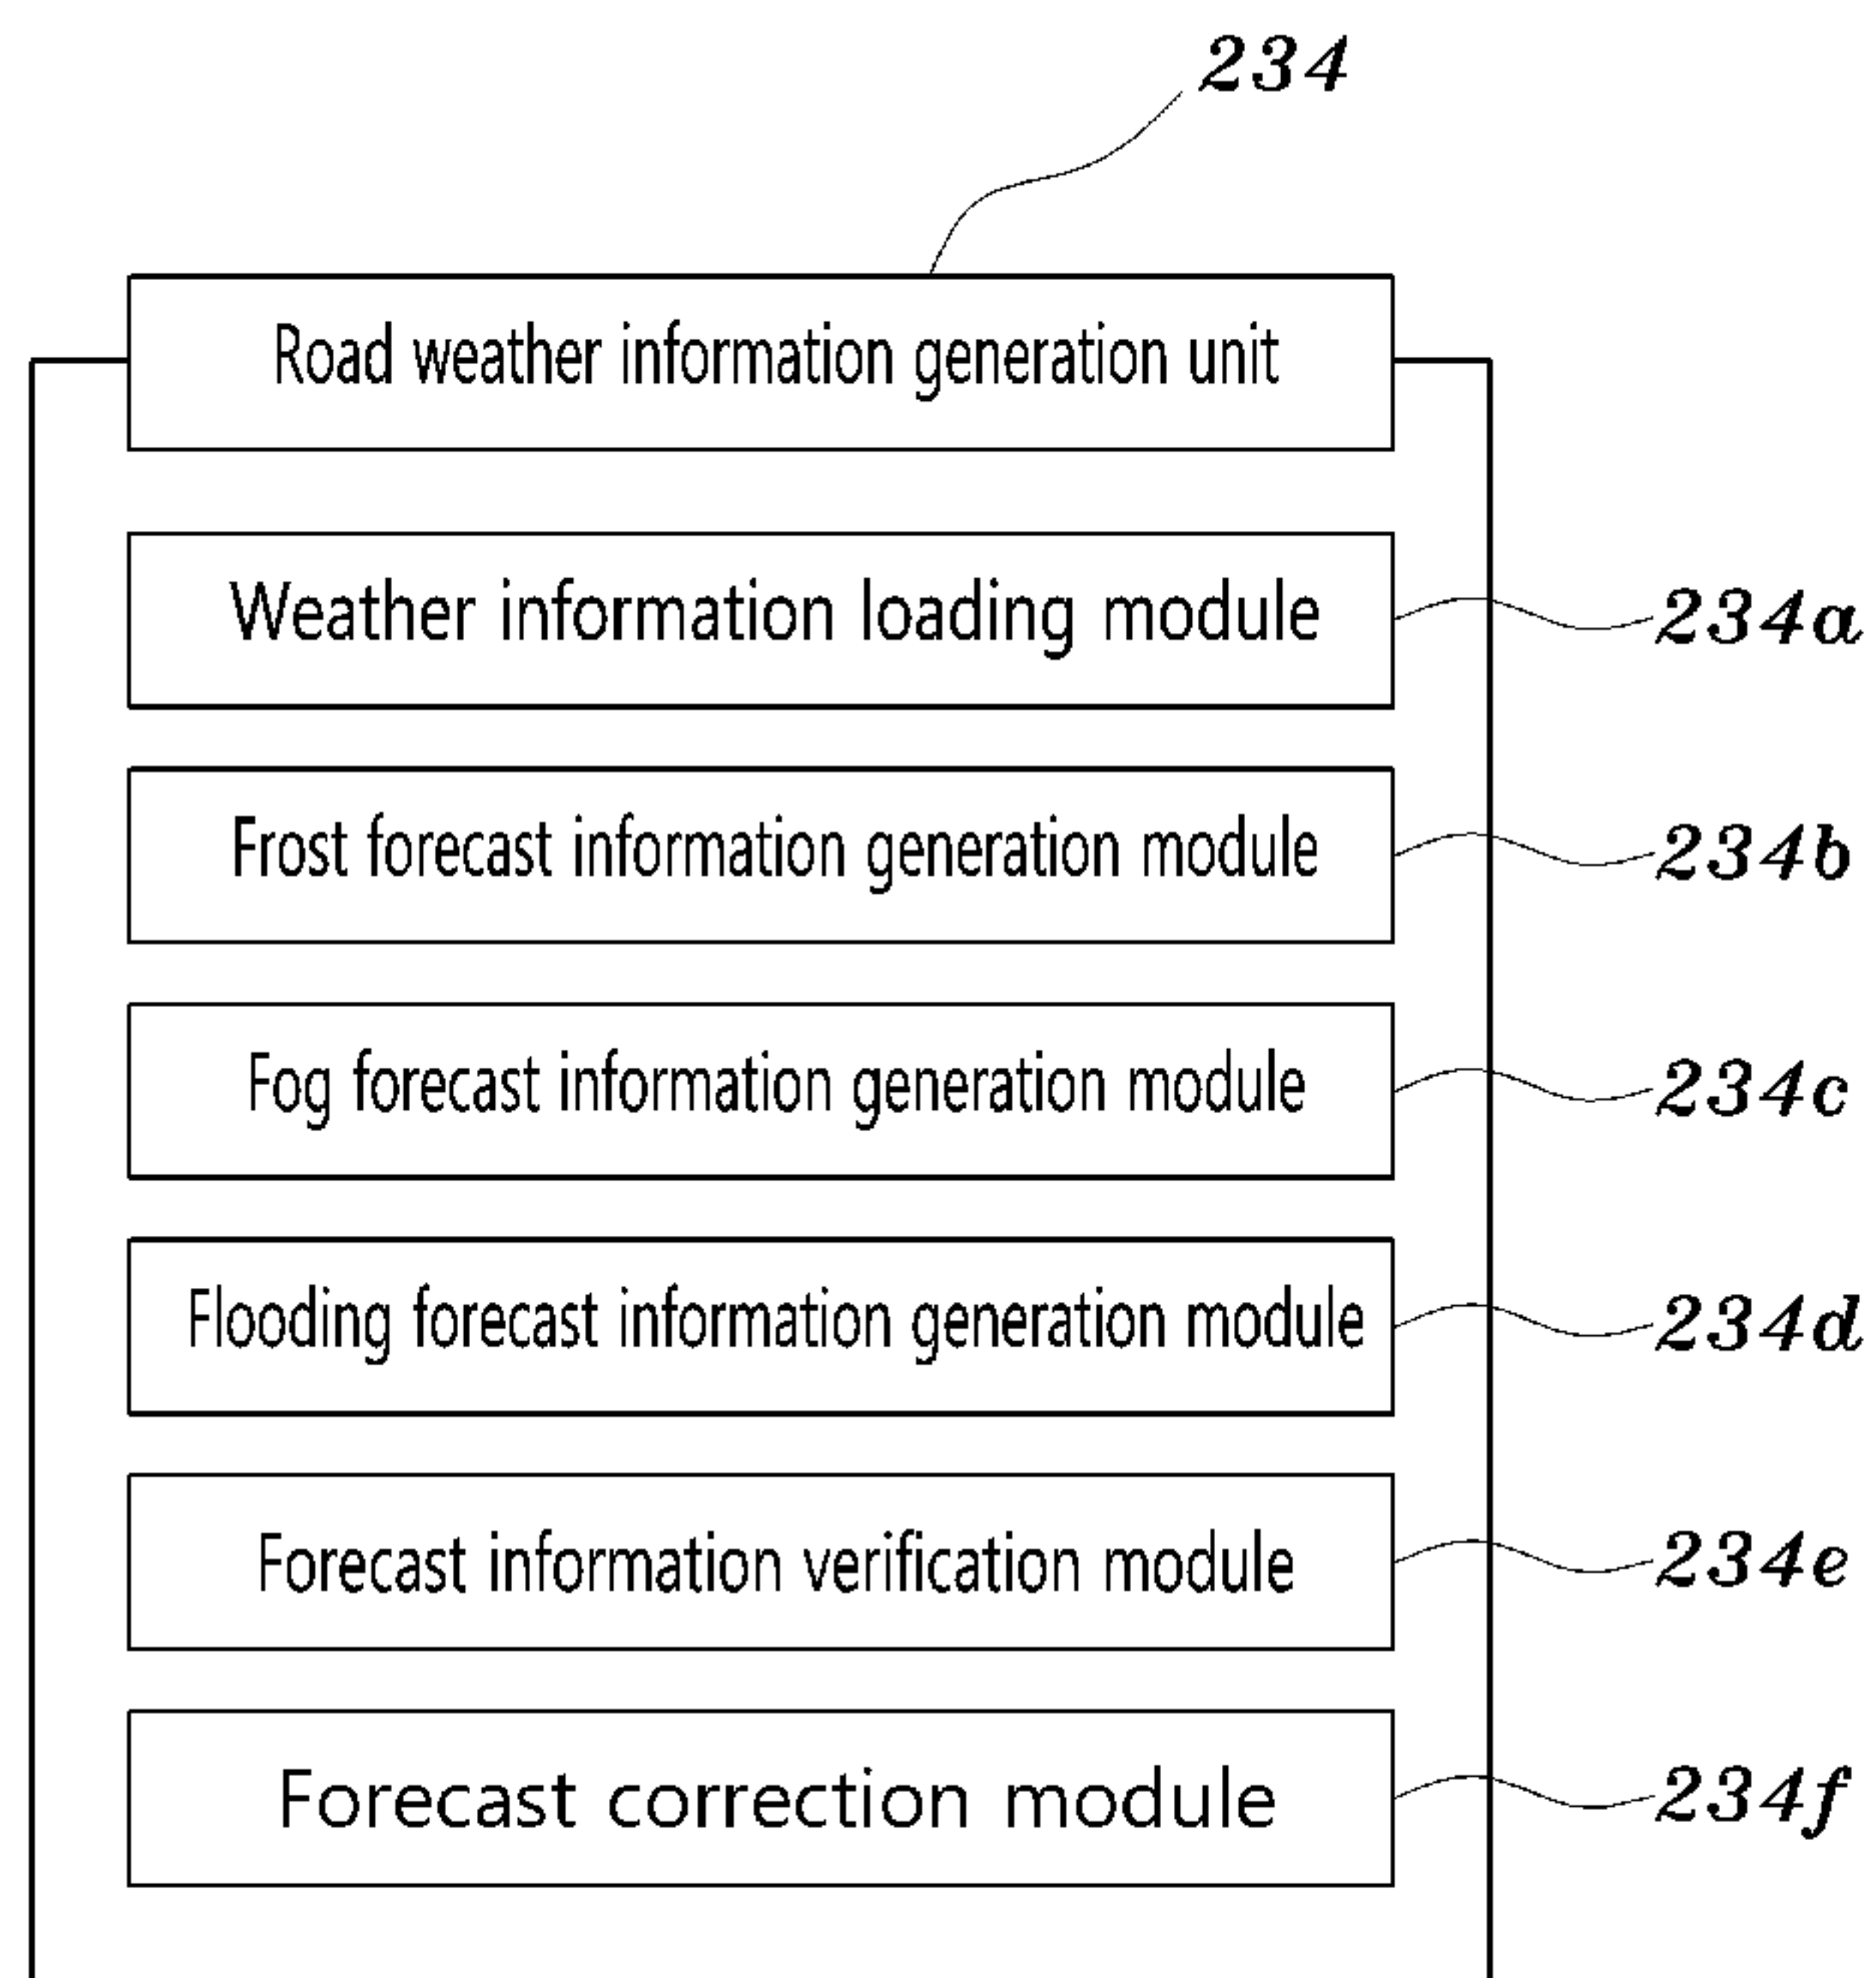 234
Road weather information generation unit
Weather information loading module
234a
Frost forecast information generation module
234b
Fog forecast information generation module
234c
Flooding forecast information generation module
234d
Forecast information verification module
234e
Forecast correction module
234f